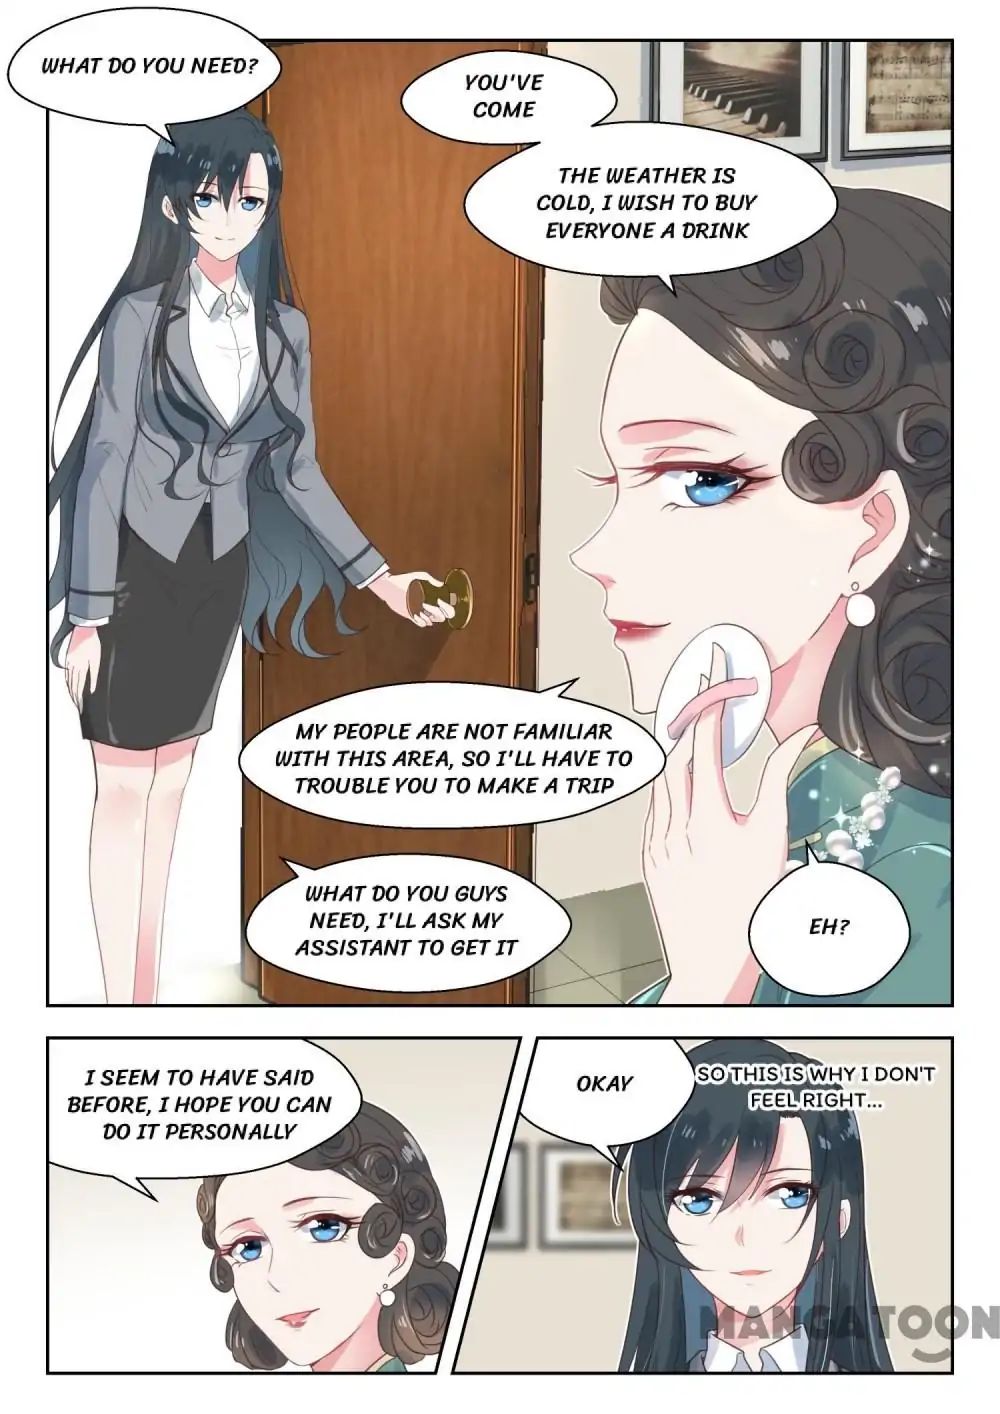 WHAT DO YOU NEED?
YOU'VE
COME
THE WEATHER IS
COLD, I WISH TO BUY
EVERYONE A DRINK
MY PEOPLE ARE NOT FAMILIAR
WITH THIS AREA, SO I'LL HAVE TO
TROUBLE YOU TO MAKE A TRIP
WHAT DO YOU GUYS
NEED, I'LL ASK MY
ASSISTANT TO GET IT
EH?
I SEEM TO HAVE SAID
BEFORE, I HOPE YOU CAN
DO IT PERSONALLY
OKAY
SO THIS IS WHY I DON'T
FEEL RIGHT...
MANGATOON